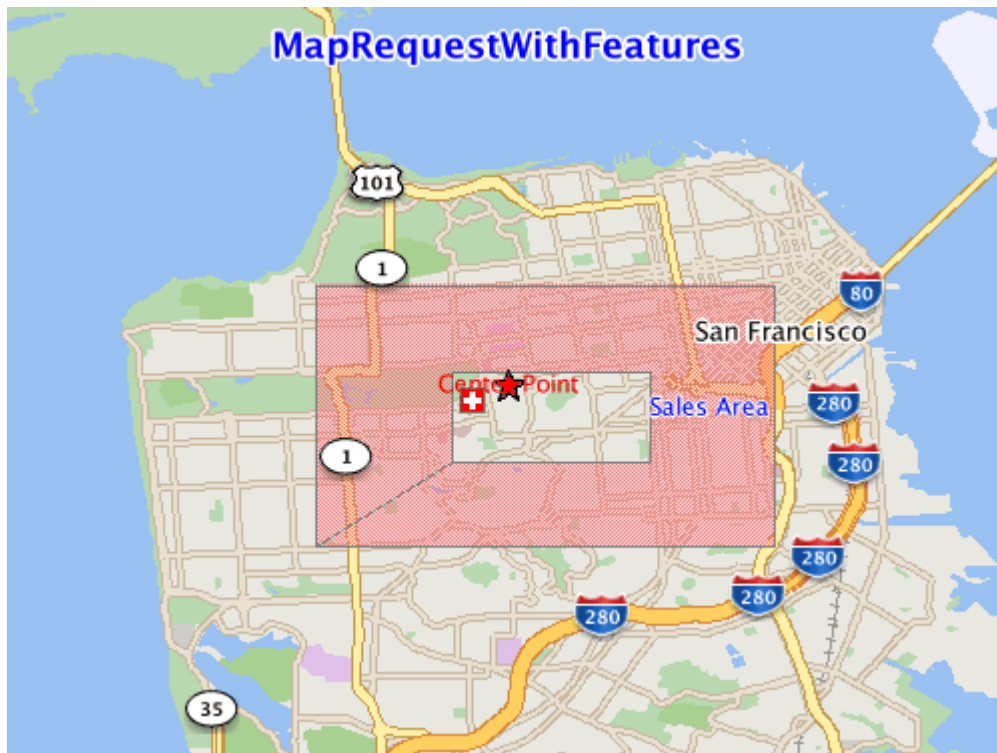 MapRequestWithFeatures
101
1
80
San Francisco
Center Point
Sales Area
280
1
280
280
280
280
35